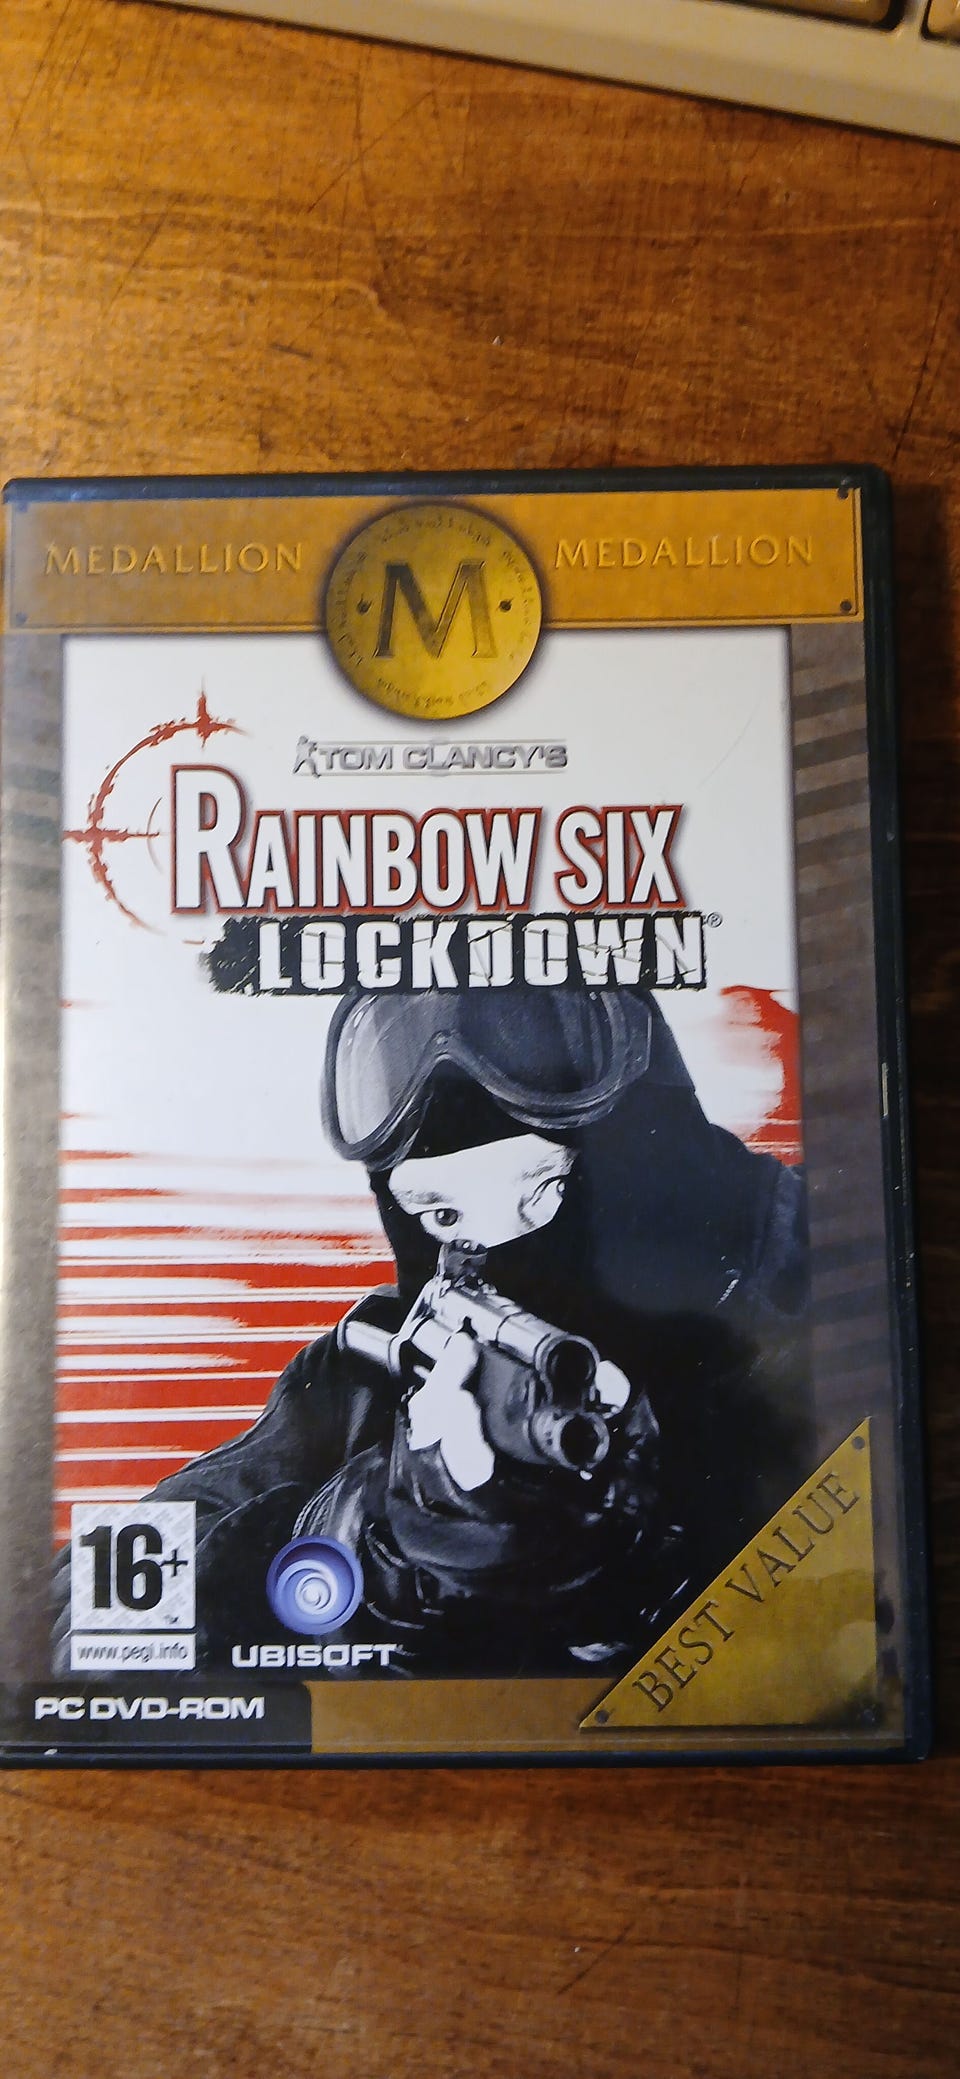 MEDALLION M MEDALLION
TOM CLANCY'S
RAINBOW SIX
LOCKDOWN®
16+
www.pegi.info
UBISOFT
BEST VALUE
PC DVD-ROM